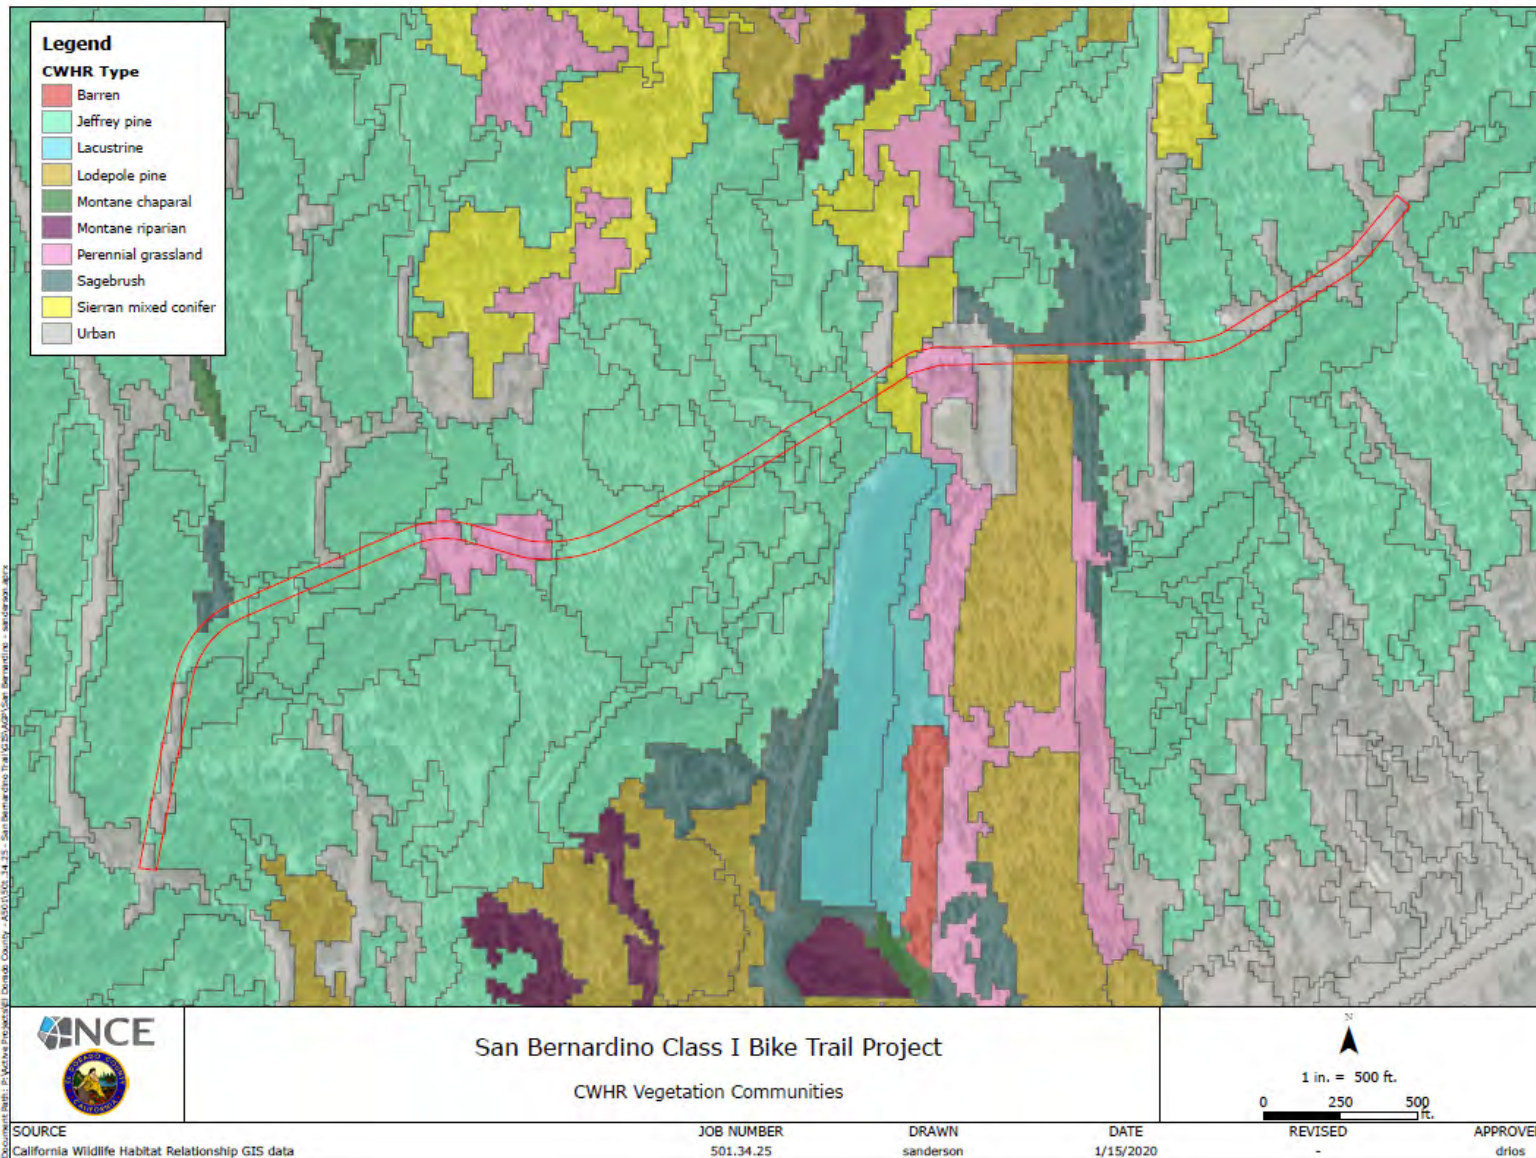 Legend
CWHR Type
Barren
Jeffrey pine
Lacustrine
Lodepole pine
Montane chaparal
Montane riparian
Perennial grassland
Sagebrush
Sierran mixed conifer
Urban
NCE
San Bernardino Class I Bike Trail Project
CWHR Vegetation Communities
N
1 in. = 500 ft.
0 250 500
ft.
SOURCE
California Wildlife Habitat Relationship GIS data
JOB NUMBER
501.34.25
DRAWN
sanderson
DATE
1/15/2020
REVISED
-
APPROVED
drios